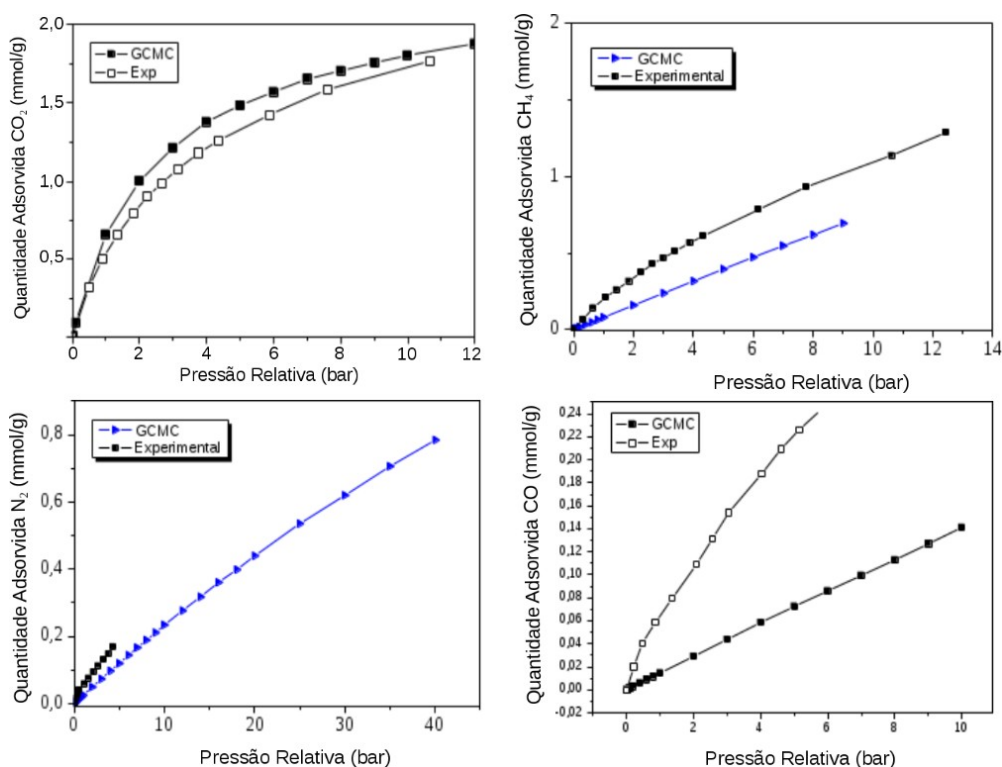 Quantidade Adsorvida CO₂ (mmol/g)
2,0
1,5
1,0
0,5
0
GCMC
Exp
0 2 4 6 8 10 12
Pressão Relativa (bar)
Quantidade Adsorvida CH₄ (mmol/g)
2
1
0
GCMC
Experimental
0 2 4 6 8 10 12 14
Pressão Relativa (bar)
Quantidade Adsorvida N₂ (mmol/g)
0,8
0,6
0,4
0,2
0,0
GCMC
Experimental
0 10 20 30 40
Pressão Relativa (bar)
Quantidade Adsorvida CO (mmol/g)
0,24
0,22
0,20
0,18
0,16
0,14
0,12
0,10
0,08
0,06
0,04
0,02
0,00
-0,02
GCMC
Exp
0 2 4 6 8 10
Pressão Relativa (bar)